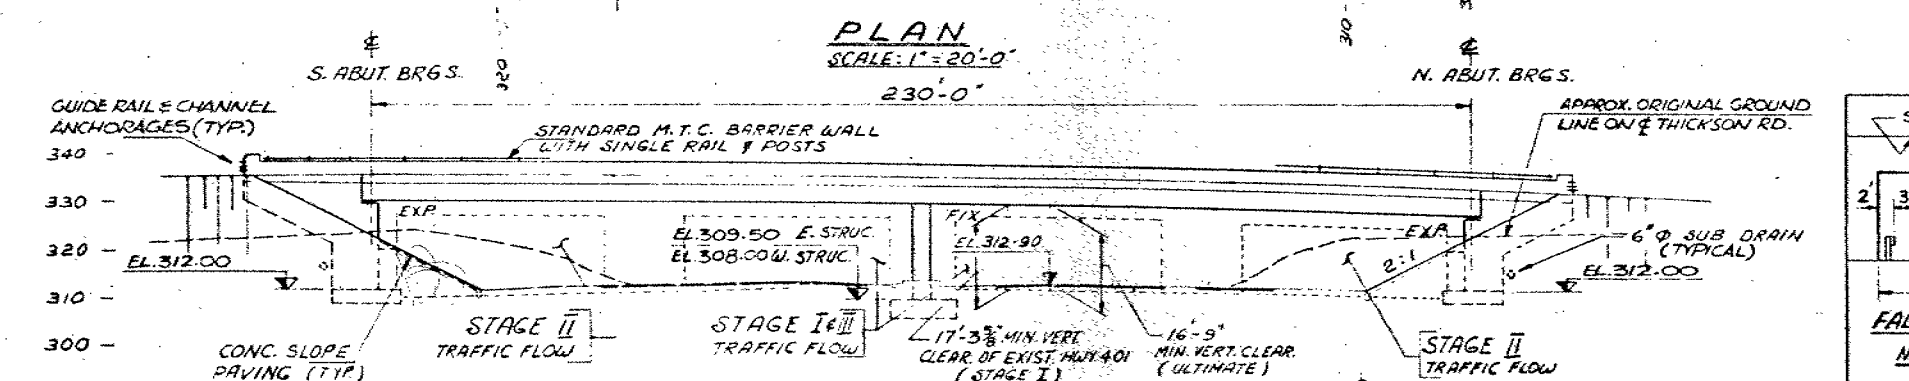 PLAN
SCALE: 1" = 20'-0"
320
310
℄
℄
S. ABUT. BRGS.
N. ABUT. BRGS.
230'-0"
GUIDE RAIL & CHANNEL
ANCHORAGES (TYP.)
STANDARD M.T.C. BARRIER WALL
WITH SINGLE RAIL & POSTS
APPROX. ORIGINAL GROUND
LINE ON ℄ THICKSON RD.
340
330
320
310
300
EXP.
FIX.
EXP.
EL.309.50 E. STRUC.
EL.308.00 W. STRUC.
EL.312.90
EL.312.00
2:1
6" Φ SUB DRAIN
(TYPICAL)
EL.312.00
2'
3
STAGE II
TRAFFIC FLOW
STAGE I & III
TRAFFIC FLOW
17'-3⅝" MIN. VERT
CLEAR. OF EXIST. HWY. 401
(STAGE I)
16'-9"
MIN. VERT. CLEAR.
(ULTIMATE)
STAGE II
TRAFFIC FLOW
CONC. SLOPE
PAVING (TYP.)